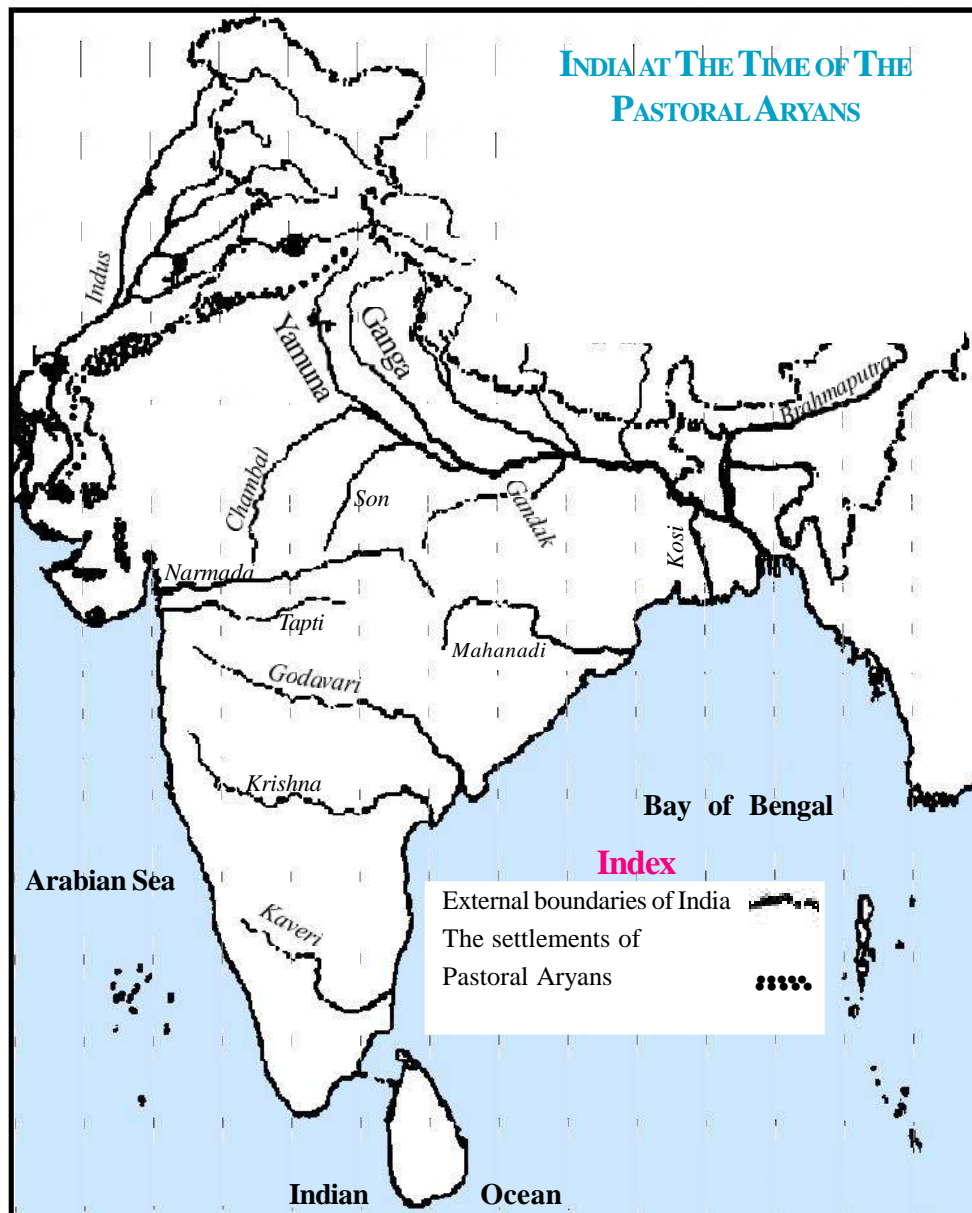 INDIA AT THE TIME OF THE
PASTORAL ARYANS
Indus
Yamuna
Ganga
Brahmaputra
Chambal
Son
Gandak
Kosi
Narmada
Tapti
Mahanadi
Godavari
Krishna
Bay of Bengal
Arabian Sea
Index
External boundaries of India
The settlements of
Pastoral Aryans
Kaveri
Indian Ocean